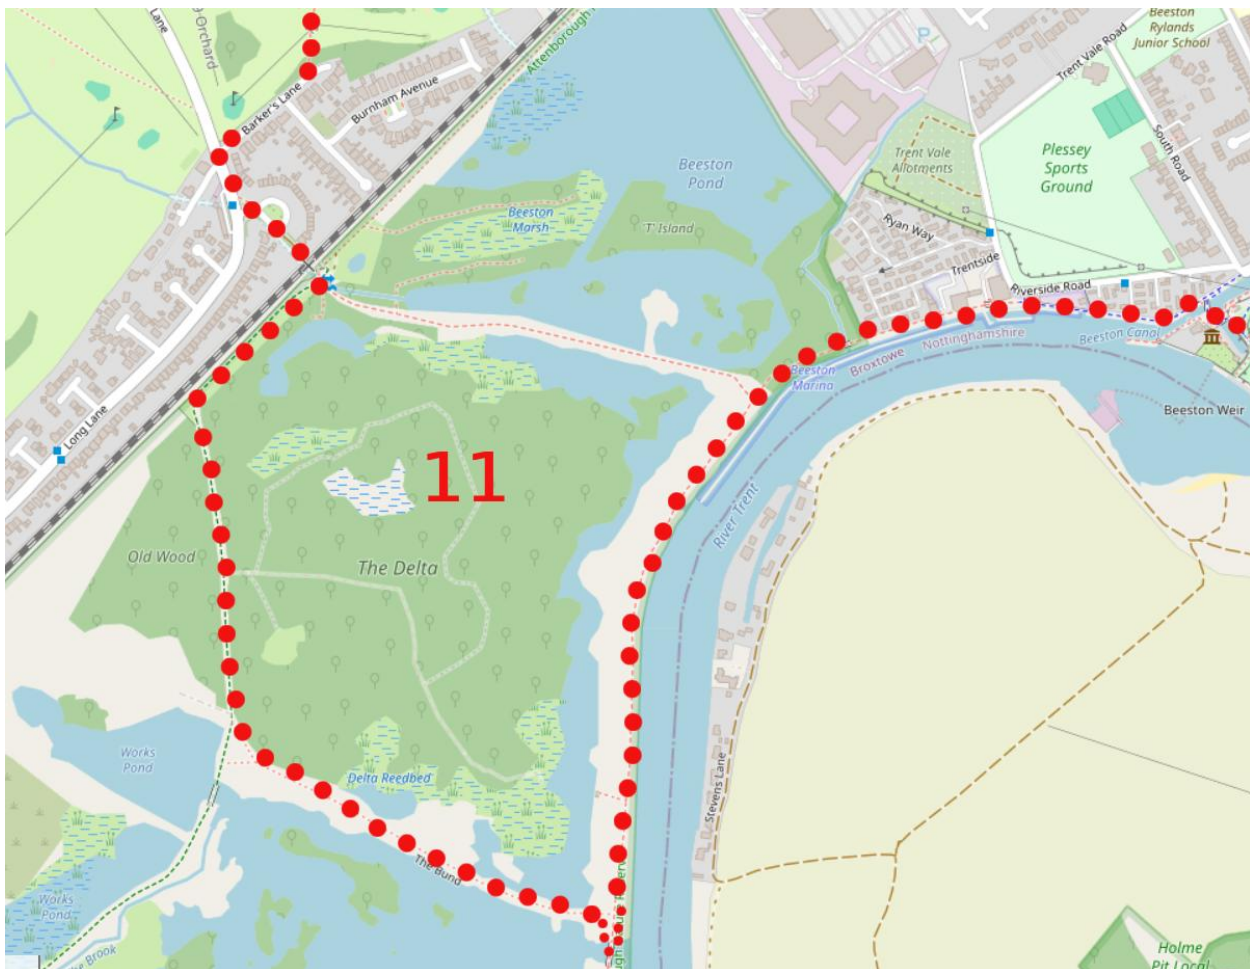 Lane
9-Orchard
Barker's Lane
Burnham Avenue
Attenborough
P
Trent Vale Road
Beeston
Rylands
Junior School
South Road
Trent Vale
Allotments
Plessey
Sports
Ground
Beeston
Pond
Beeston
Marsh
'T' Island
Ryan Way
Trentside
Riverside Road
Nottinghamshire
Broxtowe
Beeston Canal
Beeston
Marina
Beeston Weir
Long Lane
11
River Trent
Old Wood
The Delta
Works
Pond
Delta Reedbed
Stevens Lane
The Bund
Works
Pond
Brook
Holme
Pit Local